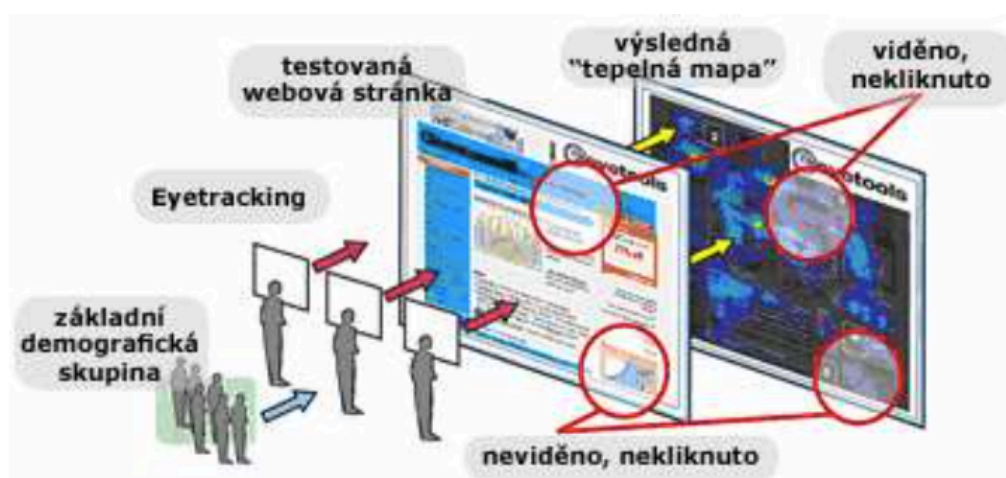 testovaná
webová stránka
výsledná
“tepelná mapa”
viděno,
nekliknuto
Eyetracking
základní
demografická
skupina
neviděno, nekliknuto